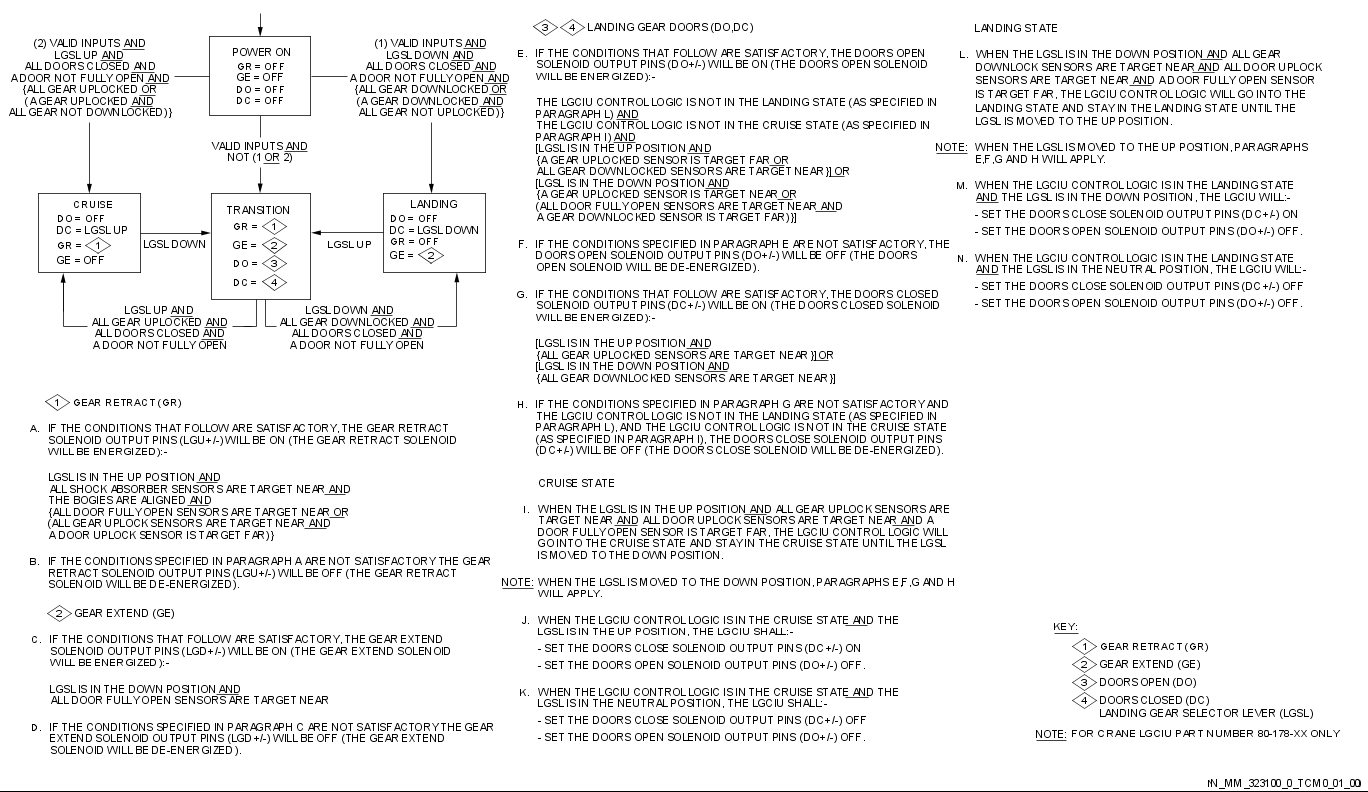 (2) VALID INPUTS AND
LGSL UP AND
ALL DOORS CLOSED AND
A DOOR NOT FULLY OPEN AND
{ALL GEAR UPLOCKED OR
(A GEAR UPLOCKED AND
ALL GEAR NOT DOWNLOCKED)}
POWER ON
GR = OFF
GE = OFF
DO = OFF
DC = OFF
(1) VALID INPUTS AND
LGSL DOWN AND
ALL DOORS CLOSED AND
A DOOR NOT FULLY OPEN AND
{ALL GEAR DOWNLOCKED OR
(A GEAR DOWNLOCKED AND
ALL GEAR NOT UPLOCKED)}
VALID INPUTS AND
NOT (1 OR 2)
CRUISE
DO = OFF
DC = LGSL UP
GR = 1
GE = OFF
LGSL DOWN
TRANSITION
GR = 1
GE = 2
DO = 3
DC = 4
LGSL UP
LANDING
DO = OFF
DC = LGSL DOWN
GR = OFF
GE = 2
LGSL UP AND
ALL GEAR UPLOCKED AND
ALL DOORS CLOSED AND
A DOOR NOT FULLY OPEN
LGSL DOWN AND
ALL GEAR DOWNLOCKED AND
ALL DOORS CLOSED AND
A DOOR NOT FULLY OPEN
1 GEAR RETRACT (GR)
A. IF THE CONDITIONS THAT FOLLOW ARE SATISFACTORY, THE GEAR RETRACT
SOLENOID OUTPUT PINS (LGU+/-) WILL BE ON (THE GEAR RETRACT SOLENOID
WILL BE ENERGIZED):-
LGSL IS IN THE UP POSITION AND
ALL SHOCK ABSORBER SENSORS ARE TARGET NEAR AND
THE BOGIES ARE ALIGNED AND
{ALL DOOR FULLY OPEN SENSORS ARE TARGET NEAR OR
(ALL GEAR UPLOCK SENSORS ARE TARGET NEAR AND
A DOOR UPLOCK SENSOR IS TARGET FAR)}
B. IF THE CONDITIONS SPECIFIED IN PARAGRAPH A ARE NOT SATISFACTORY THE GEAR
RETRACT SOLENOID OUTPUT PINS (LGU+/-) WILL BE OFF (THE GEAR RETRACT
SOLENOID WILL BE DE-ENERGIZED).
2 GEAR EXTEND (GE)
C. IF THE CONDITIONS THAT FOLLOW ARE SATISFACTORY, THE GEAR EXTEND
SOLENOID OUTPUT PINS (LGD+/-) WILL BE ON (THE GEAR EXTEND SOLENOID
WILL BE ENERGIZED):-
LGSL IS IN THE DOWN POSITION AND
ALL DOOR FULLY OPEN SENSORS ARE TARGET NEAR
D. IF THE CONDITIONS SPECIFIED IN PARAGRAPH C ARE NOT SATISFACTORY THE GEAR
EXTEND SOLENOID OUTPUT PINS (LGD+/-) WILL BE OFF (THE GEAR EXTEND
SOLENOID WILL BE DE-ENERGIZED).
3 4 LANDING GEAR DOORS (DO,DC)
E. IF THE CONDITIONS THAT FOLLOW ARE SATISFACTORY, THE DOORS OPEN
SOLENOID OUTPUT PINS (DO+/-) WILL BE ON (THE DOORS OPEN SOLENOID
WILL BE ENERGIZED):-
THE LGCIU CONTROL LOGIC IS NOT IN THE LANDING STATE (AS SPECIFIED IN
PARAGRAPH L) AND
THE LGCIU CONTROL LOGIC IS NOT IN THE CRUISE STATE (AS SPECIFIED IN
PARAGRAPH I) AND
[LGSL IS IN THE UP POSITION AND
{A GEAR UPLOCKED SENSOR IS TARGET FAR OR
ALL GEAR DOWNLOCKED SENSORS ARE TARGET NEAR}] OR
[LGSL IS IN THE DOWN POSITION AND
{A GEAR UPLOCKED SENSOR IS TARGET NEAR OR
(ALL DOOR FULLY OPEN SENSORS ARE TARGET NEAR AND
A GEAR DOWNLOCKED SENSOR IS TARGET FAR)}]
F. IF THE CONDITIONS SPECIFIED IN PARAGRAPH E ARE NOT SATISFACTORY, THE
DOORS OPEN SOLENOID OUTPUT PINS (DO+/-) WILL BE OFF (THE DOORS
OPEN SOLENOID WILL BE DE-ENERGIZED).
G. IF THE CONDITIONS THAT FOLLOW ARE SATISFACTORY, THE DOORS CLOSED
SOLENOID OUTPUT PINS (DC+/-) WILL BE ON (THE DOORS CLOSED SOLENOID
WILL BE ENERGIZED):-
[LGSL IS IN THE UP POSITION AND
{ALL GEAR UPLOCKED SENSORS ARE TARGET NEAR}] OR
[LGSL IS IN THE DOWN POSITION AND
{ALL GEAR DOWNLOCKED SENSORS ARE TARGET NEAR}]
H. IF THE CONDITIONS SPECIFIED IN PARAGRAPH G ARE NOT SATISFACTORY AND
THE LGCIU CONTROL LOGIC IS NOT IN THE LANDING STATE (AS SPECIFIED IN
PARAGRAPH L), AND THE LGCIU CONTROL LOGIC IS NOT IN THE CRUISE STATE
(AS SPECIFIED IN PARAGRAPH I), THE DOORS CLOSE SOLENOID OUTPUT PINS
(DC+/-) WILL BE OFF (THE DOORS CLOSE SOLENOID WILL BE DE-ENERGIZED).
CRUISE STATE
I. WHEN THE LGSL IS IN THE UP POSITION AND ALL GEAR UPLOCK SENSORS ARE
TARGET NEAR AND ALL DOOR UPLOCK SENSORS ARE TARGET NEAR AND A
DOOR FULLY OPEN SENSOR IS TARGET FAR, THE LGCIU CONTROL LOGIC WILL
GO INTO THE CRUISE STATE AND STAY IN THE CRUISE STATE UNTIL THE LGSL
IS MOVED TO THE DOWN POSITION.
NOTE: WHEN THE LGSL IS MOVED TO THE DOWN POSITION, PARAGRAPHS E,F,G AND H
WILL APPLY.
J. WHEN THE LGCIU CONTROL LOGIC IS IN THE CRUISE STATE AND THE
LGSL IS IN THE UP POSITION, THE LGCIU SHALL:-
- SET THE DOORS CLOSE SOLENOID OUTPUT PINS (DC+/-) ON
- SET THE DOORS OPEN SOLENOID OUTPUT PINS (DO+/-) OFF.
K. WHEN THE LGCIU CONTROL LOGIC IS IN THE CRUISE STATE AND THE
LGSL IS IN THE NEUTRAL POSITION, THE LGCIU SHALL:-
- SET THE DOORS CLOSE SOLENOID OUTPUT PINS (DC+/-) OFF
- SET THE DOORS OPEN SOLENOID OUTPUT PINS (DO+/-) OFF.
LANDING STATE
L. WHEN THE LGSL IS IN THE DOWN POSITION AND ALL GEAR
DOWNLOCK SENSORS ARE TARGET NEAR AND ALL DOOR UPLOCK
SENSORS ARE TARGET NEAR AND A DOOR FULLY OPEN SENSOR
IS TARGET FAR, THE LGCIU CONTROL LOGIC WILL GO INTO THE
LANDING STATE AND STAY IN THE LANDING STATE UNTIL THE
LGSL IS MOVED TO THE UP POSITION.
NOTE: WHEN THE LGSL IS MOVED TO THE UP POSITION, PARAGRAPHS
E,F,G AND H WILL APPLY.
M. WHEN THE LGCIU CONTROL LOGIC IS IN THE LANDING STATE
AND THE LGSL IS IN THE DOWN POSITION, THE LGCIU WILL:-
- SET THE DOORS CLOSE SOLENOID OUTPUT PINS (DC+/-) ON
- SET THE DOORS OPEN SOLENOID OUTPUT PINS (DO+/-) OFF.
N. WHEN THE LGCIU CONTROL LOGIC IS IN THE LANDING STATE
AND THE LGSL IS IN THE NEUTRAL POSITION, THE LGCIU WILL:-
- SET THE DOORS CLOSE SOLENOID OUTPUT PINS (DC+/-) OFF
- SET THE DOORS OPEN SOLENOID OUTPUT PINS (DO+/-) OFF.
KEY:
1 GEAR RETRACT (GR)
2 GEAR EXTEND (GE)
3 DOORS OPEN (DO)
4 DOORS CLOSED (DC)
LANDING GEAR SELECTOR LEVER (LGSL)
NOTE: FOR CRANE LGCIU PART NUMBER 80-178-XX ONLY
N_MM_323100_0_TCM0_01_00